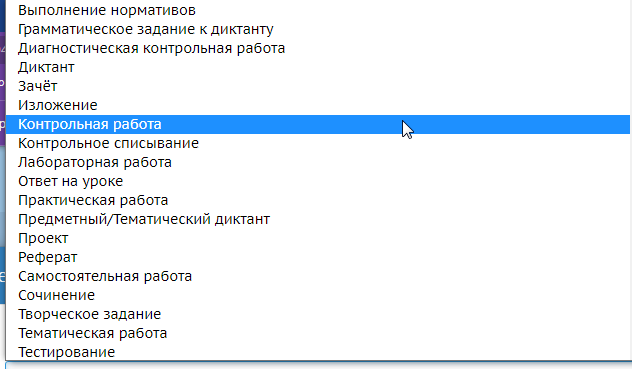 Выполнение нормативов
Грамматическое задание к диктанту
Диагностическая контрольная работа
Диктант
Зачёт
Изложение
Контрольная работа
Контрольное списывание
Лабораторная работа
Ответ на уроке
Практическая работа
Предметный/Тематический диктант
Проект
Реферат
Самостоятельная работа
Сочинение
Творческое задание
Тематическая работа
Тестирование